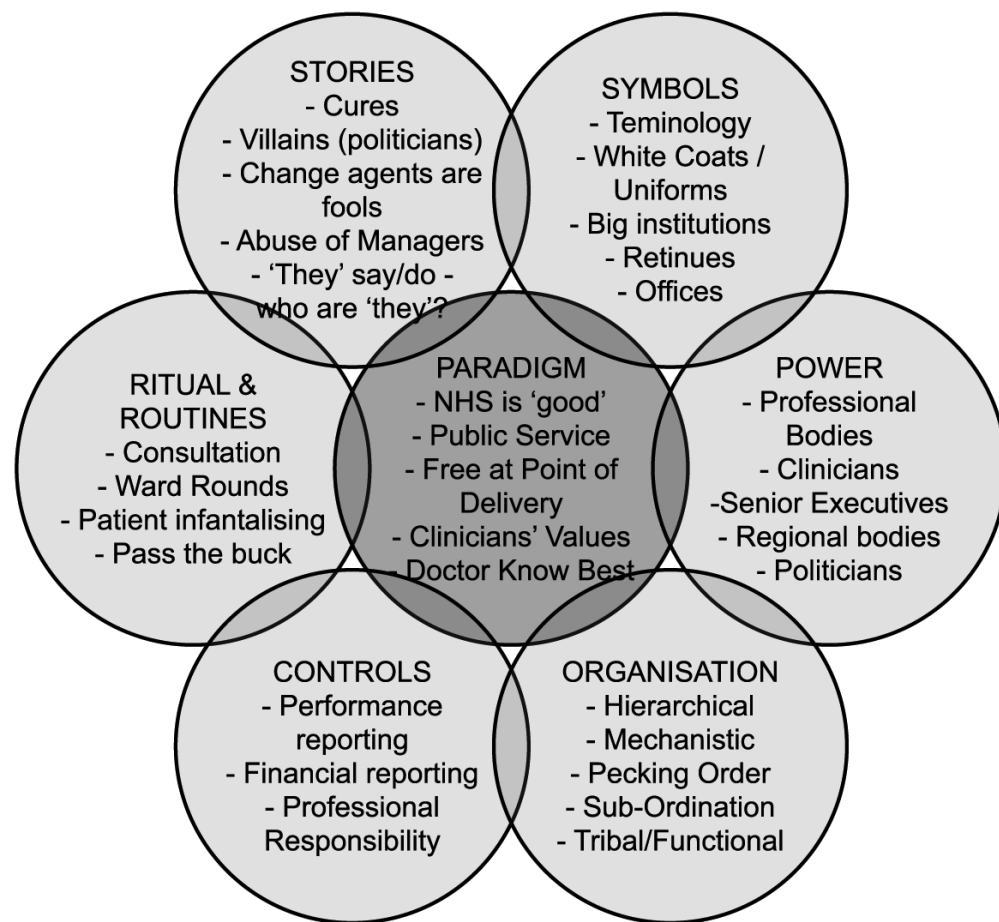 STORIES
- Cures
- Villains (politicians)
- Change agents are
fools
- Abuse of Managers
- ‘They’ say/do -
who are ‘they’?
SYMBOLS
- Teminology
- White Coats /
Uniforms
- Big institutions
- Retinues
- Offices
RITUAL &
ROUTINES
- Consultation
- Ward Rounds
- Patient infantalising
- Pass the buck
PARADIGM
- NHS is ‘good’
- Public Service
- Free at Point of
Delivery
- Clinicians’ Values
- Doctor Know Best
POWER
- Professional
Bodies
- Clinicians
-Senior Executives
- Regional bodies
- Politicians
CONTROLS
- Performance
reporting
- Financial reporting
- Professional
Responsibility
ORGANISATION
- Hierarchical
- Mechanistic
- Pecking Order
- Sub-Ordination
- Tribal/Functional